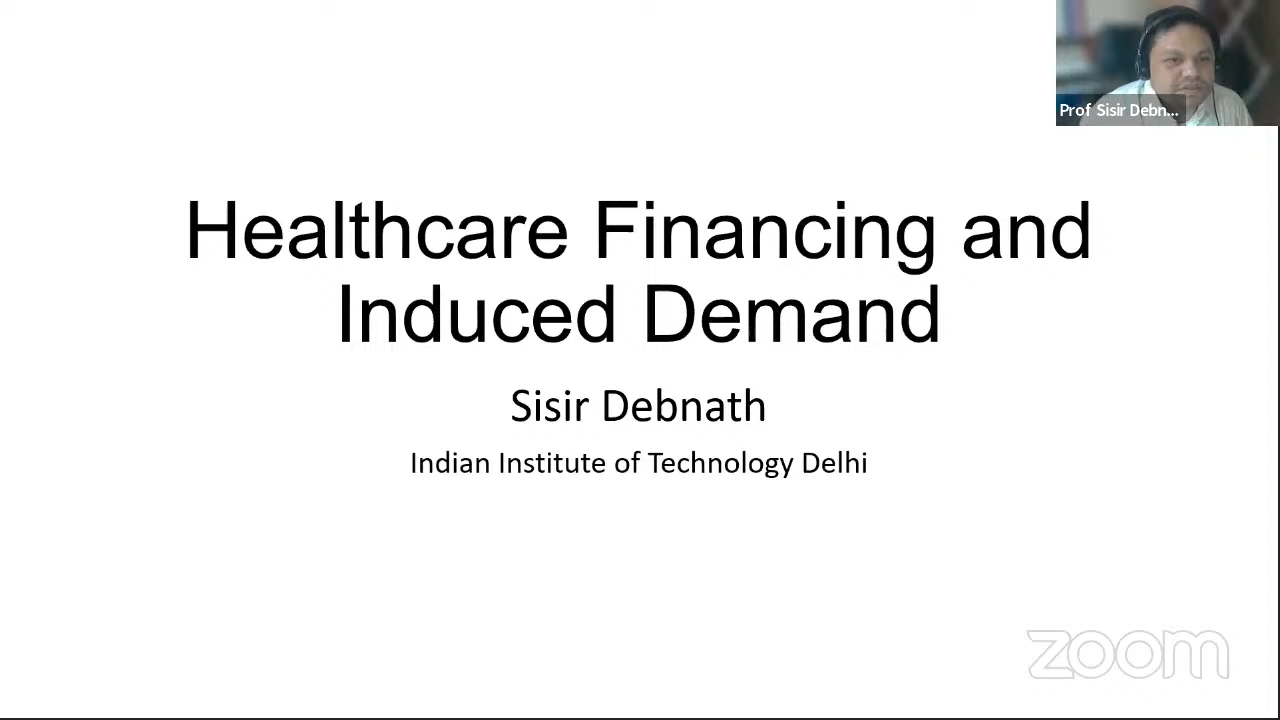 Prof Sisir Debn...
Healthcare Financing and
Induced Demand
Sisir Debnath
Indian Institute of Technology Delhi
zoom